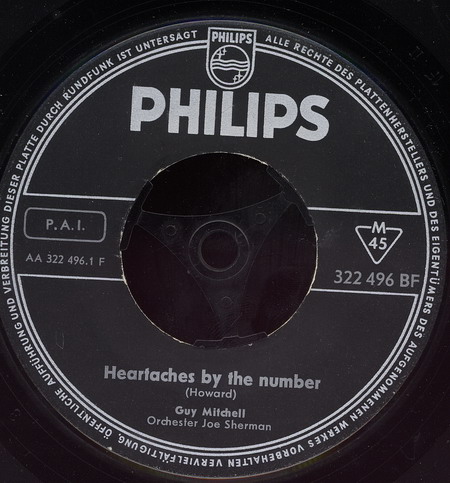 PHILIPS
PHILIPS
P.A.I.
AA 322 496.1 F
M
45
322 496 BF
Heartaches by the number
(Howard)
Guy Mitchell
Orchester Joe Sherman
ALLE RECHTE DES PLATTENHERSTELLERS UND DES EIGENTÜMERS DES AUFGENOMMENEN WERKES VORBEHALTEN VERVIELFÄLTIGUNG, ÖFFENTLICHE AUFFÜHRUNG UND VERBREITUNG DIESER PLATTE DURCH RUNDFUNK IST UNTERSAGT